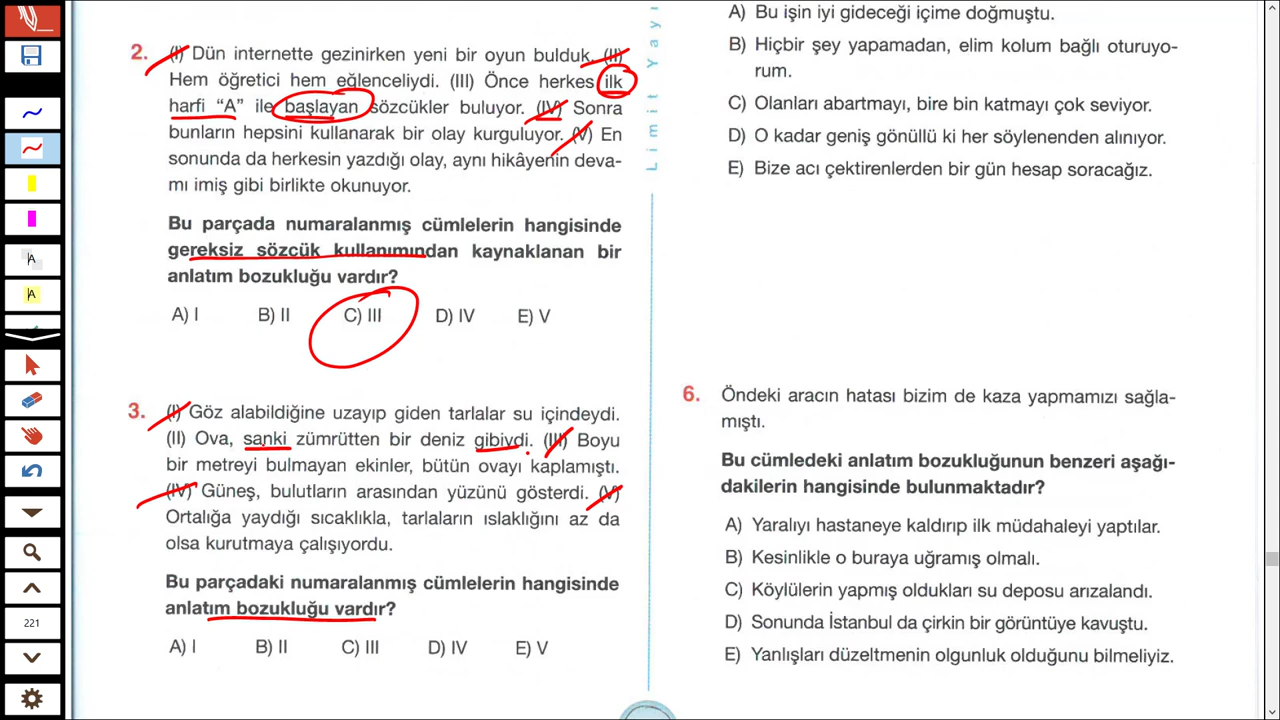 2. (I) Dün internette gezinirken yeni bir oyun bulduk. (II)
Hem öğretici hem eğlenceliydi. (III) Önce herkes ilk
harfi “A” ile başlayan sözcükler buluyor. (IV) Sonra
bunların hepsini kullanarak bir olay kurguluyor. (V) En
sonunda da herkesin yazdığı olay, aynı hikâyenin deva-
mı imiş gibi birlikte okunuyor.
Bu parçada numaralanmış cümlelerin hangisinde
gereksiz sözcük kullanımından kaynaklanan bir
anlatım bozukluğu vardır?
A) I B) II C) III D) IV E) V
3. (I) Göz alabildiğine uzayıp giden tarlalar su içindeydi.
(II) Ova, sanki zümrütten bir deniz gibiydi. (III) Boyu
bir metreyi bulmayan ekinler, bütün ovayı kaplamıştı.
(IV) Güneş, bulutların arasından yüzünü gösterdi. (V)
Ortalığa yaydığı sıcaklıkla, tarlaların ıslaklığını az da
olsa kurutmaya çalışıyordu.
Bu parçadaki numaralanmış cümlelerin hangisinde
anlatım bozukluğu vardır?
A) I B) II C) III D) IV E) V
Limit Yayı
A) Bu işin iyi gideceği içime doğmuştu.
B) Hiçbir şey yapamadan, elim kolum bağlı oturuyo-
rum.
C) Olanları abartmayı, bire bin katmayı çok seviyor.
D) O kadar geniş gönüllü ki her söylenenden alınıyor.
E) Bize acı çektirenlerden bir gün hesap soracağız.
6. Öndeki aracın hatası bizim de kaza yapmamızı sağla-
mıştı.
Bu cümledeki anlatım bozukluğunun benzeri aşağı-
dakilerin hangisinde bulunmaktadır?
A) Yaralıyı hastaneye kaldırıp ilk müdahaleyi yaptılar.
B) Kesinlikle o buraya uğramış olmalı.
C) Köylülerin yapmış oldukları su deposu arızalandı.
D) Sonunda İstanbul da çirkin bir görüntüye kavuştu.
E) Yanlışları düzeltmenin olgunluk olduğunu bilmeliyiz.
A
A
221